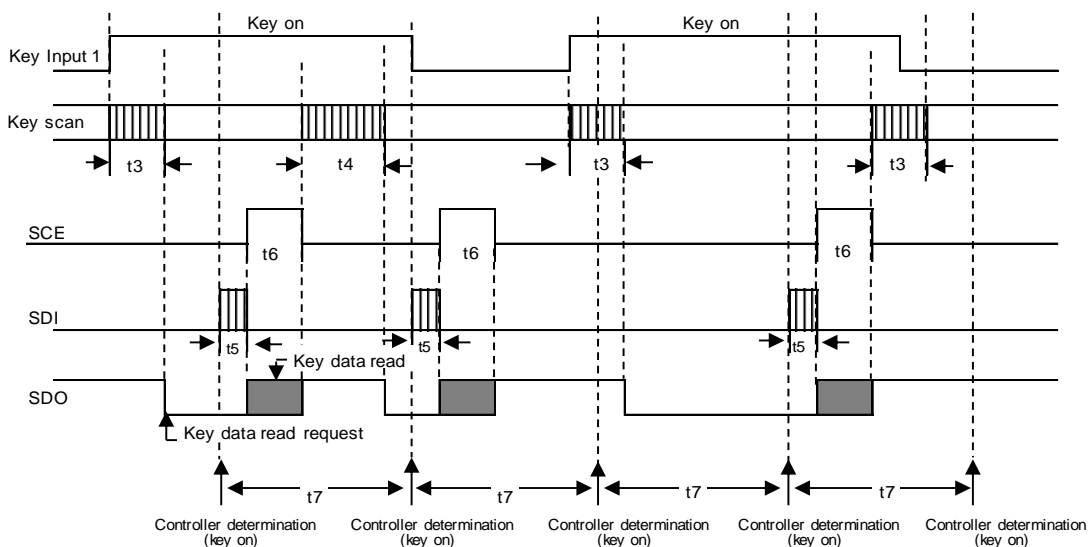 Key on
Key on
Key Input 1
Key scan
t3
t4
t3
t3
SCE
t6
t6
t6
SDI
t5
t5
t5
Key data read
SDO
Key data read request
t7
t7
t7
t7
Controller determination
(key on)
Controller determination
(key on)
Controller determination
(key on)
Controller determination
(key on)
Controller determination
(key on)